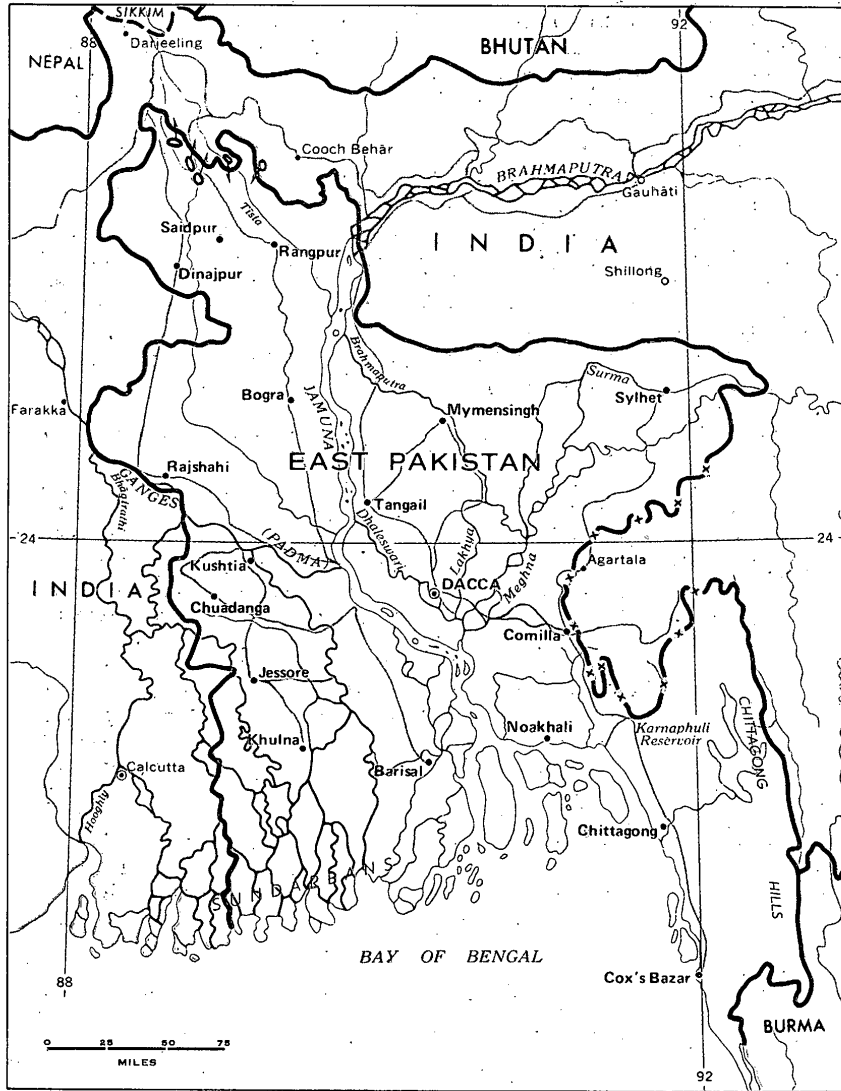 SIKKIM
88
92
Darjeeling
BHUTAN
NEPAL
Cooch Behār
BRAHMAPUTRA
Gauhāti
Tista
Saidpur
Rangpur
INDIA
Shillong
Dinajpur
Brahmaputra
Surma
Farakka
Bogra
JAMUNA
Sylhet
Mymensingh
EAST PAKISTAN
Rajshahi
GANGES
Bhāgīrathi
Tangail
24
(PADMA)
Dhaleswari
Lakhya
Meghna
24
Kushtia
Agartala
INDIA
DACCA
Chuadanga
Comilla
Jessore
Noakhali
Karnaphuli
Reservoir
CHITTAGONG
HILLS
Khulna
Barisal
Calcutta
Hooghly
Chittagong
SUNDARBANS
BAY OF BENGAL
88
Cox's Bazar
BURMA
0 25 50 75
MILES
92